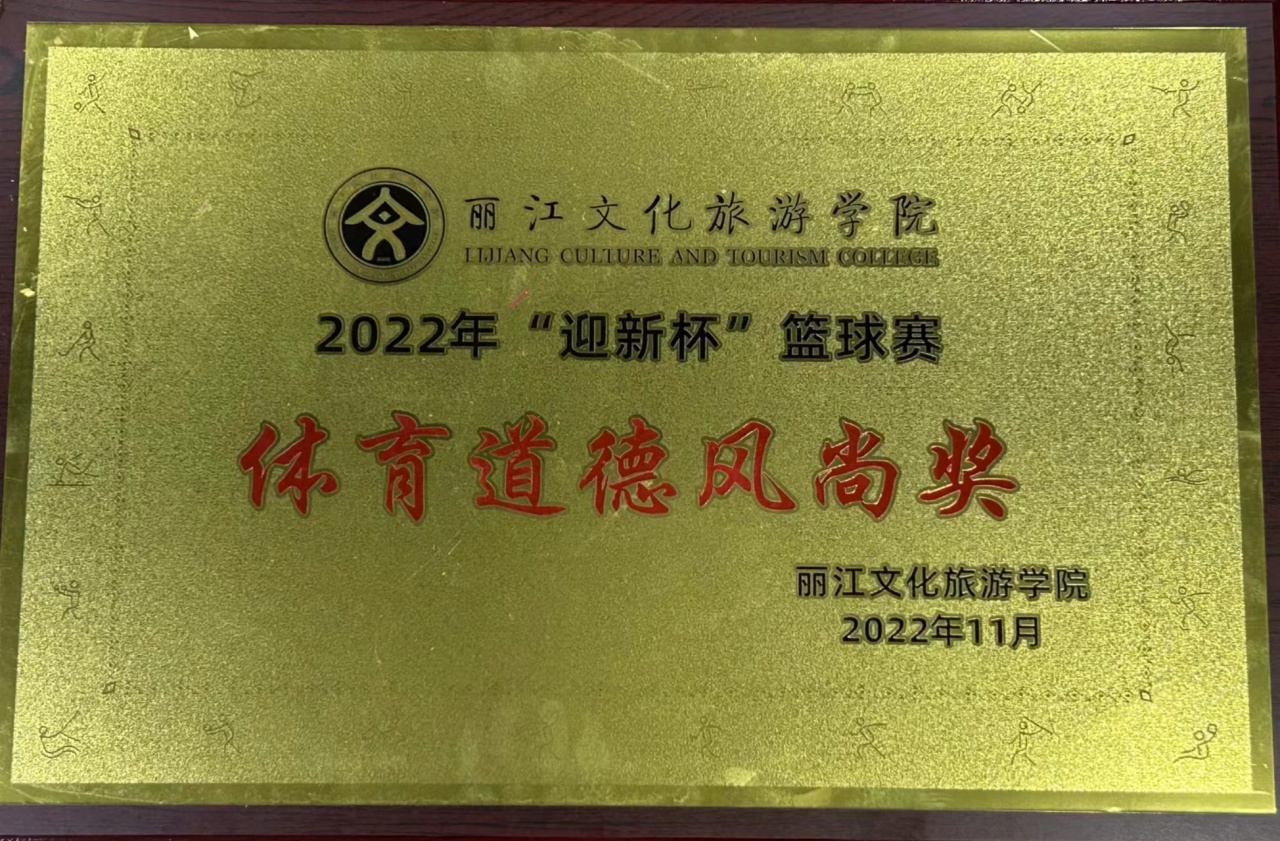 丽江文化旅游学院
LIJIANG CULTURE AND TOURISM COLLEGE
2022年“迎新杯”篮球赛
体育道德风尚奖
丽江文化旅游学院
2022年11月